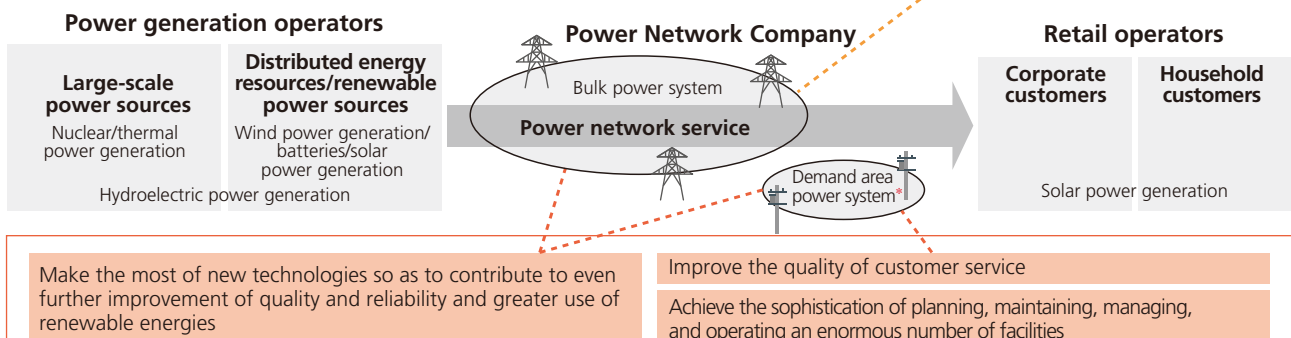 Power generation operators
Large-scale
power sources
Nuclear/thermal
power generation
Distributed energy
resources/renewable
power sources
Wind power generation/
batteries/solar
power generation
Hydroelectric power generation
Power Network Company
Bulk power system
Power network service
Demand area
power system*
Retail operators
Corporate
customers
Household
customers
Solar power generation
Make the most of new technologies so as to contribute to even
further improvement of quality and reliability and greater use of
renewable energies
Improve the quality of customer service
Achieve the sophistication of planning, maintaining, managing,
and operating an enormous number of facilities